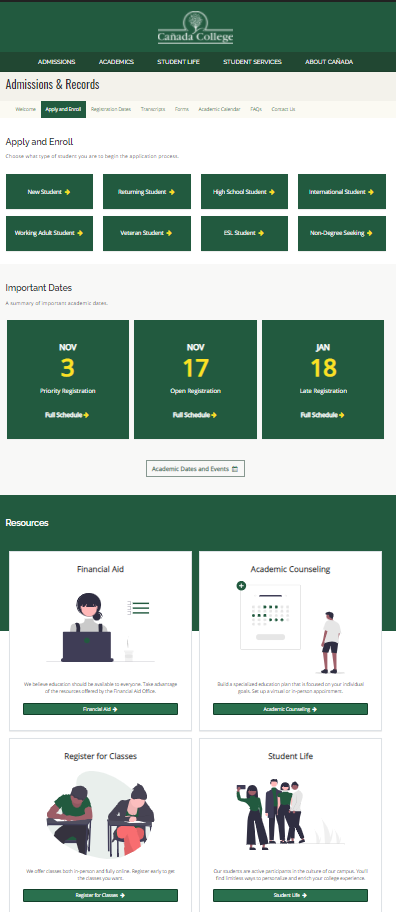 Cañada College
ADMISSIONS ACADEMICS STUDENT LIFE STUDENT SERVICES ABOUT CAÑADA
Admissions & Records
Welcome Apply and Enroll Registration Dates Transcripts Forms Academic Calendar FAQs Contact Us
Apply and Enroll
Choose what type of student you are to begin the application process.
New Student Returning Student High School Student International Student
Working Adult Student Veteran Student ESL Student Non-Degree Seeking
Important Dates
A summary of important academic dates.
NOV NOV JAN
3 17 18
Priority Registration Open Registration Late Registration
Full Schedule Full Schedule Full Schedule
Academic Dates and Events
Resources
Financial Aid
We believe education should be available to everyone. Take advantage
of the resources offered by the Financial Aid Office.
Financial Aid
Academic Counseling
Build a specialized education plan that is focused on your individual
goals. Set up a virtual or in-person appointment.
Academic Counseling
Register for Classes
We offer classes both in-person and fully online. Register early to get
the classes you want.
Register for Classes
Student Life
Our students are active participants in the culture of our campus. You'll
find limitless ways to personalize and enrich your college experience.
Student Life